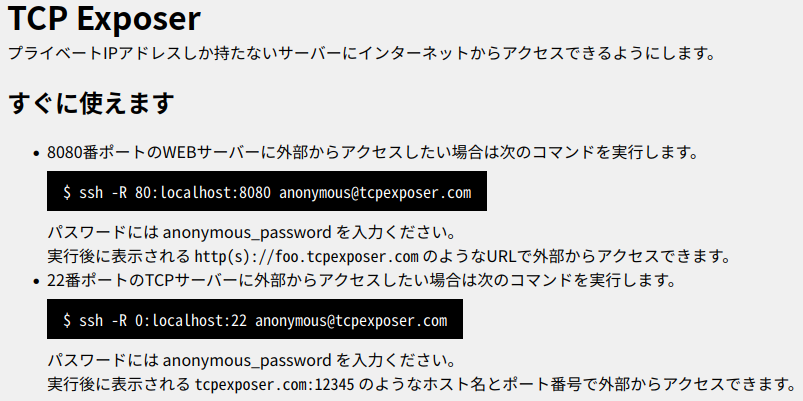 TCP Exposer
プライベートIPアドレスしか持たないサーバーにインターネットからアクセスできるようにします。
すぐに使えます
• 8080番ポートのWEBサーバーに外部からアクセスしたい場合は次のコマンドを実行します。
$ ssh -R 80:localhost:8080 anonymous@tcpexposer.com
パスワードには anonymous_password を入力ください。
実行後に表示される http(s)://foo.tcpexposer.com のようなURLで外部からアクセスできます。
• 22番ポートのTCPサーバーに外部からアクセスしたい場合は次のコマンドを実行します。
$ ssh -R 0:localhost:22 anonymous@tcpexposer.com
パスワードには anonymous_password を入力ください。
実行後に表示される tcpexposer.com:12345 のようなホスト名とポート番号で外部からアクセスできます。